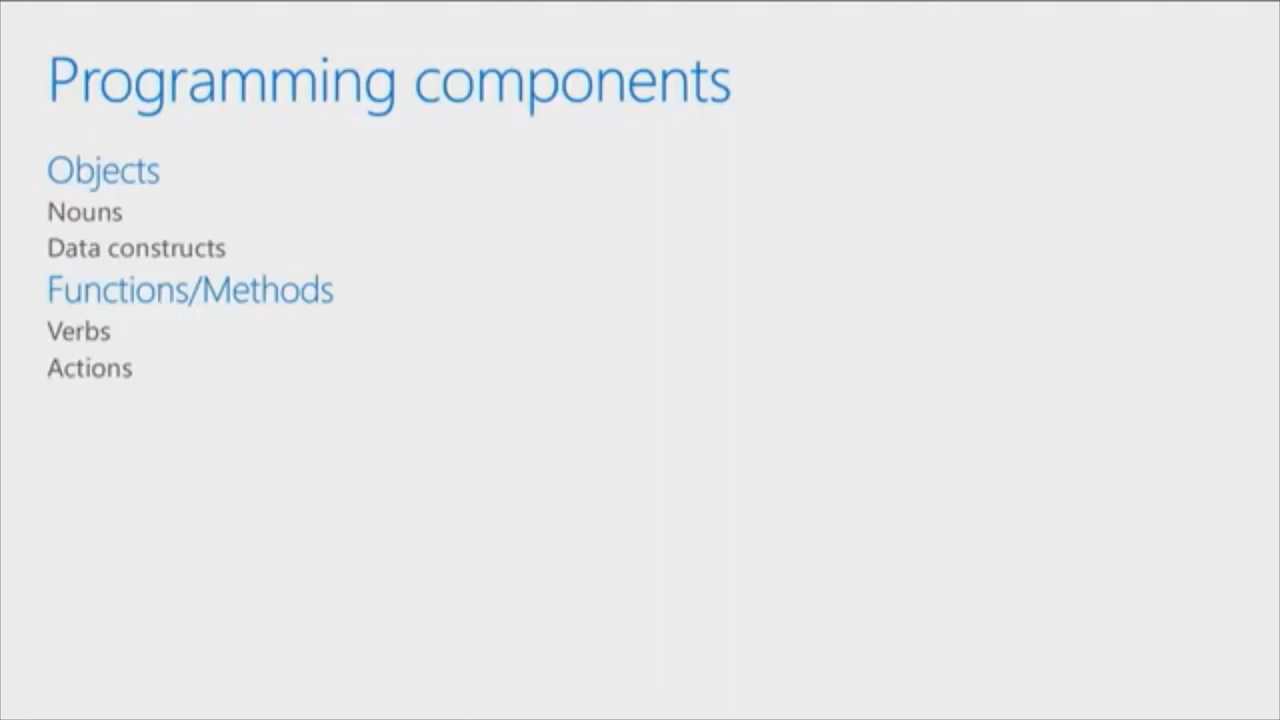 Programming components
Objects
Nouns
Data constructs
Functions/Methods
Verbs
Actions